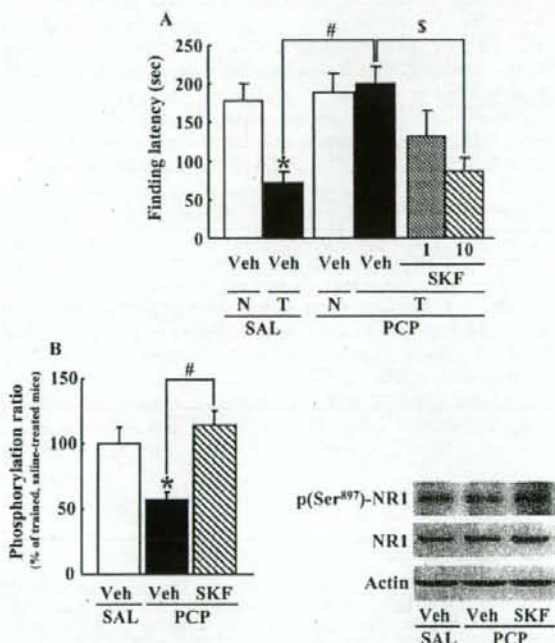 A
# $
Finding latency (sec)
250
200
150
100
50
0
*
Veh Veh Veh Veh 1 10
SKF
N T N T
SAL PCP
B
Phosphorylation ratio
(% of trained, saline-treated mice)
150
100
50
0
#
*
Veh Veh SKF
SAL PCP
p(Ser897)-NR1
NR1
Actin
Veh Veh SKF
SAL PCP